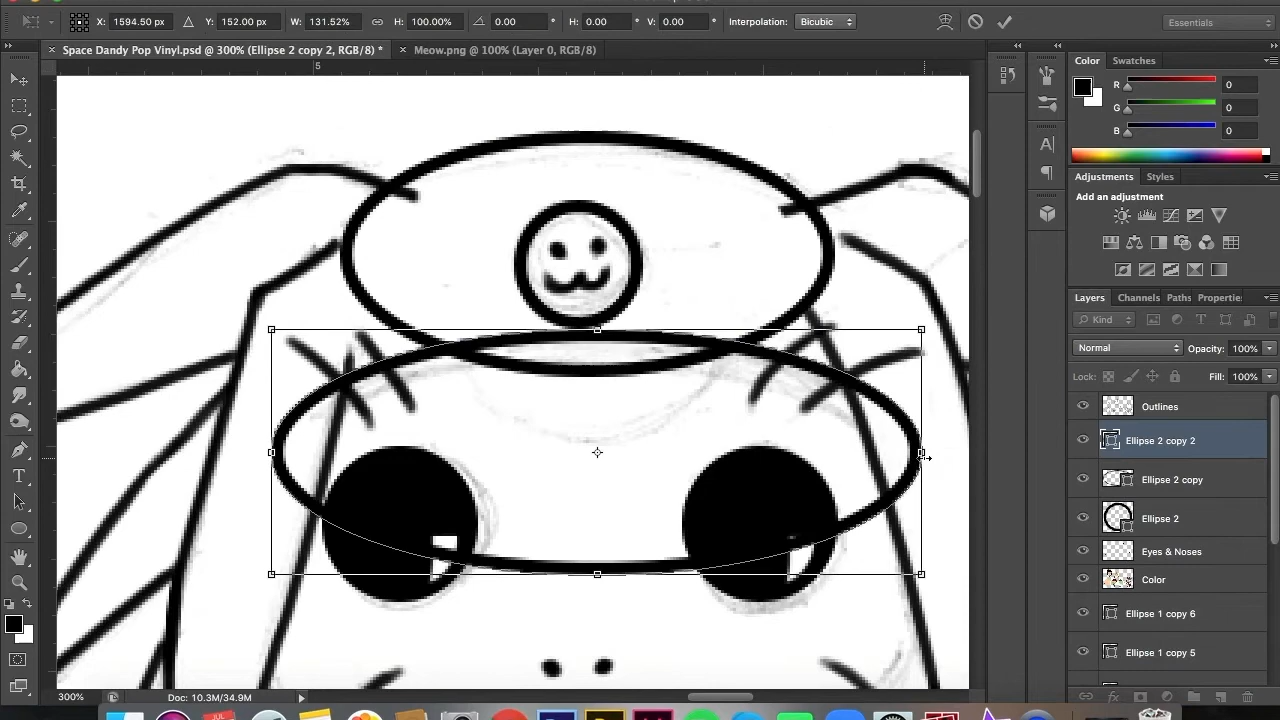 X: 1594.50 px Y: 152.00 px W: 131.52% H: 100.00% 0.00 ° H: 0.00 ° V: 0.00 ° Interpolation: Bicubic Essentials
× Space Dandy Pop Vinyl.psd @ 300% (Ellipse 2 copy 2, RGB/8) * × Meow.png @ 100% (Layer 0, RGB/8)
5
Color Swatches
R 0
G 0
B 0
Adjustments Styles
Add an adjustment
Layers Channels Paths Propertie
Kind
Normal Opacity: 100%
Lock: Fill: 100%
Outlines
Ellipse 2 copy 2
Ellipse 2 copy
Ellipse 2
Eyes & Nose
Color
Ellipse 1 copy 6
Ellipse 1 copy 5
300% Doc: 10.3M/34.9M
JUL